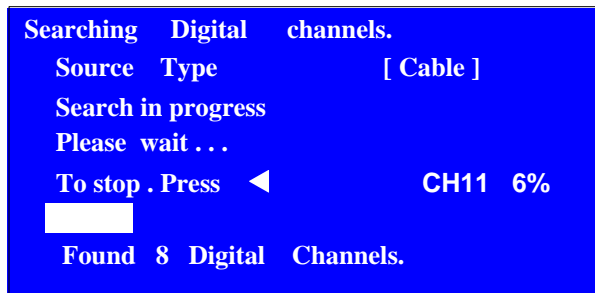 Searching Digital channels.
Source Type [ Cable ]
Search in progress
Please wait . . .
To stop . Press ◀ CH11 6%
Found 8 Digital Channels.